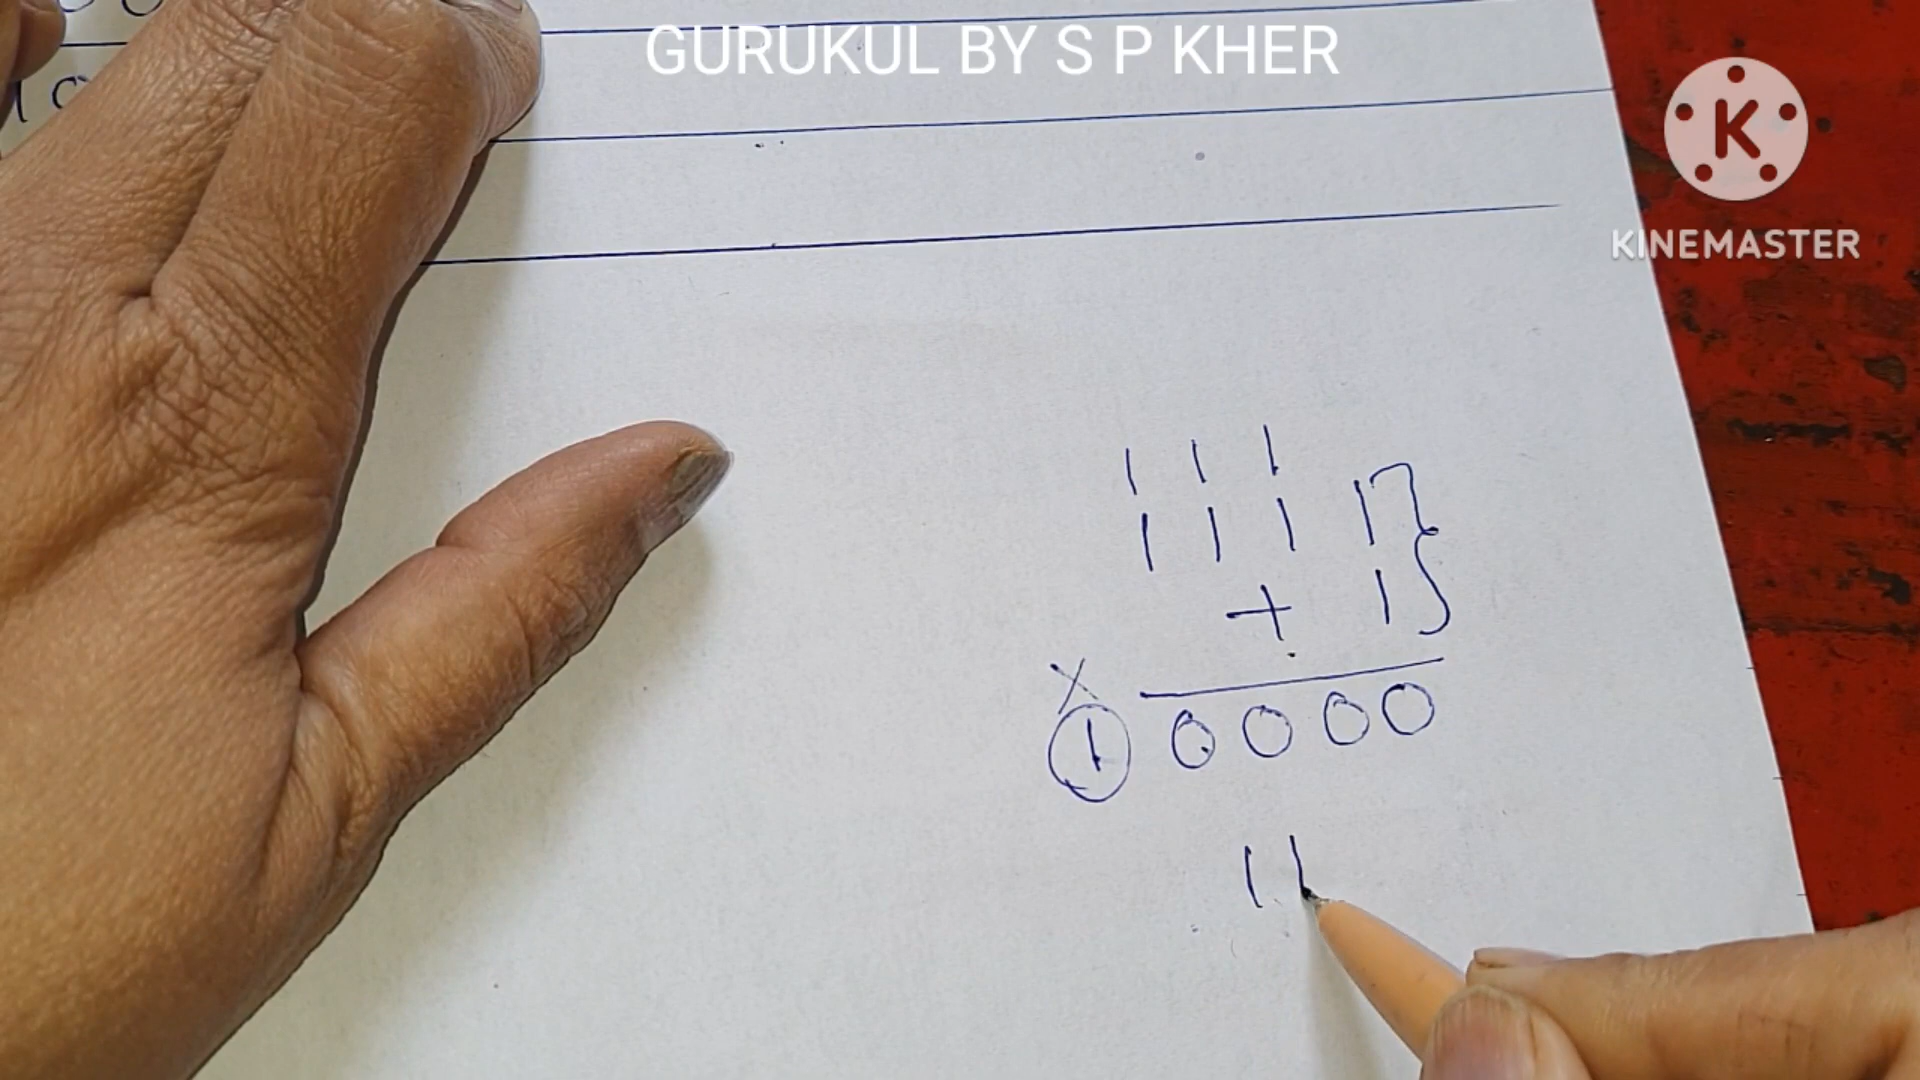 GURUKUL BY S P KHER
K
KINEMASTER
1 1 1
1 1 1 1
+ 1
X
1 0 0 0 0
1 1